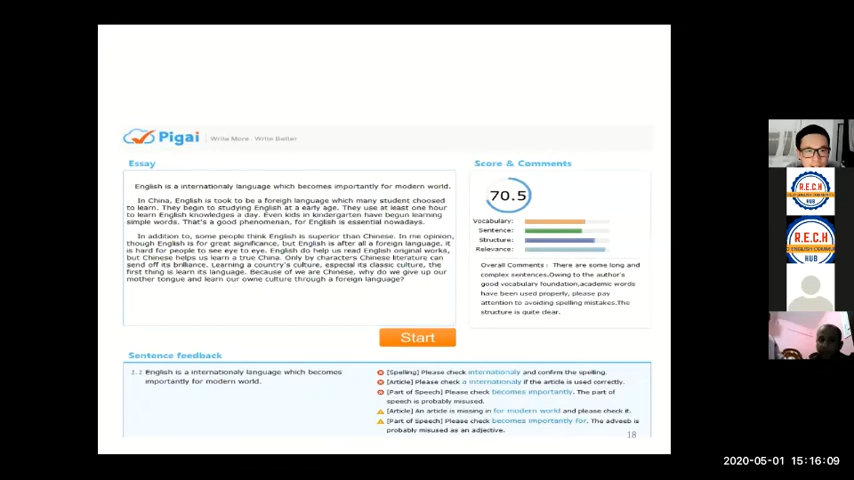 Pigai
Write More. Write Better
Essay
Score & Comments
English is a internationaly language which becomes importantly for modern world.
In China, English is took to be a foreigh language which many student choosed
to learn. They begin to studying English at a early age. They use at least one hour
to learn English knowledges a day. Even kids in kindergarten have begun learning
simple words. That's a good phenomenan, for English is essential nowadays.
In addition to, some people think English is superior than Chinese. In me opinion,
though English is for great significance, but English is after all a foreign language, it
is hard for people to see eye to eye. English do help us read English original works,
but Chinese helps us learn a true China. Only by characters Chinese literature can
send off its brilliance. Learning a country's culture, especial its classic culture, the
first thing is learn its language. Because of we are Chinese, why do we give up our
mother tongue and learn our owne culture through a foreign language?
70.5
Vocabulary:
Sentence:
Structure:
Relevance:
Overall Comments : There are some long and
complex sentences.Owing to the author's
good vocabulary foundation,academic words
have been used properly, please pay
attention to avoiding spelling mistakes.The
structure is quite clear.
Start
Sentence feedback
1.1 English is a internationaly language which becomes
importantly for modern world.
[Spelling] Please check internationaly and confirm the spelling.
[Article] Please check a internationaly if the article is used correctly.
[Part of Speech] Please check becomes importantly. The part of
speech is probably misused.
[Article] An article is missing in for modern world and please check it.
[Part of Speech] Please check becomes importantly for. The adveeb is
probably misused as an adjective.
18
R.E.C.H
HUB
R.E.C.H
HUB
2020-05-01 15:16:09